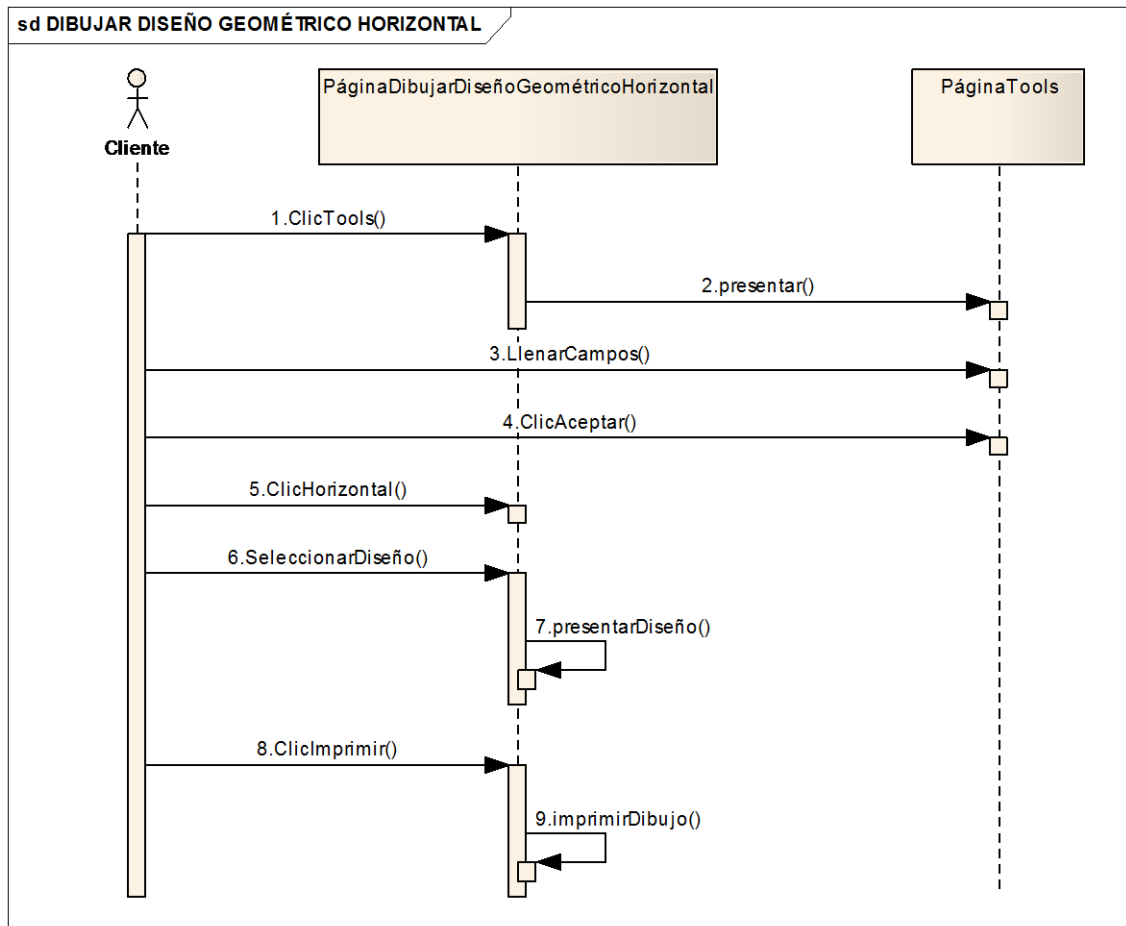 sd DIBUJAR DISEÑO GEOMÉTRICO HORIZONTAL
Cliente
PáginaDibujarDiseñoGeométricoHorizontal
PáginaTools
1.ClicTools()
2.presentar()
3.LlenarCampos()
4.ClicAceptar()
5.ClicHorizontal()
6.SeleccionarDiseño()
7.presentarDiseño()
8.ClicImprimir()
9.imprimirDibujo()